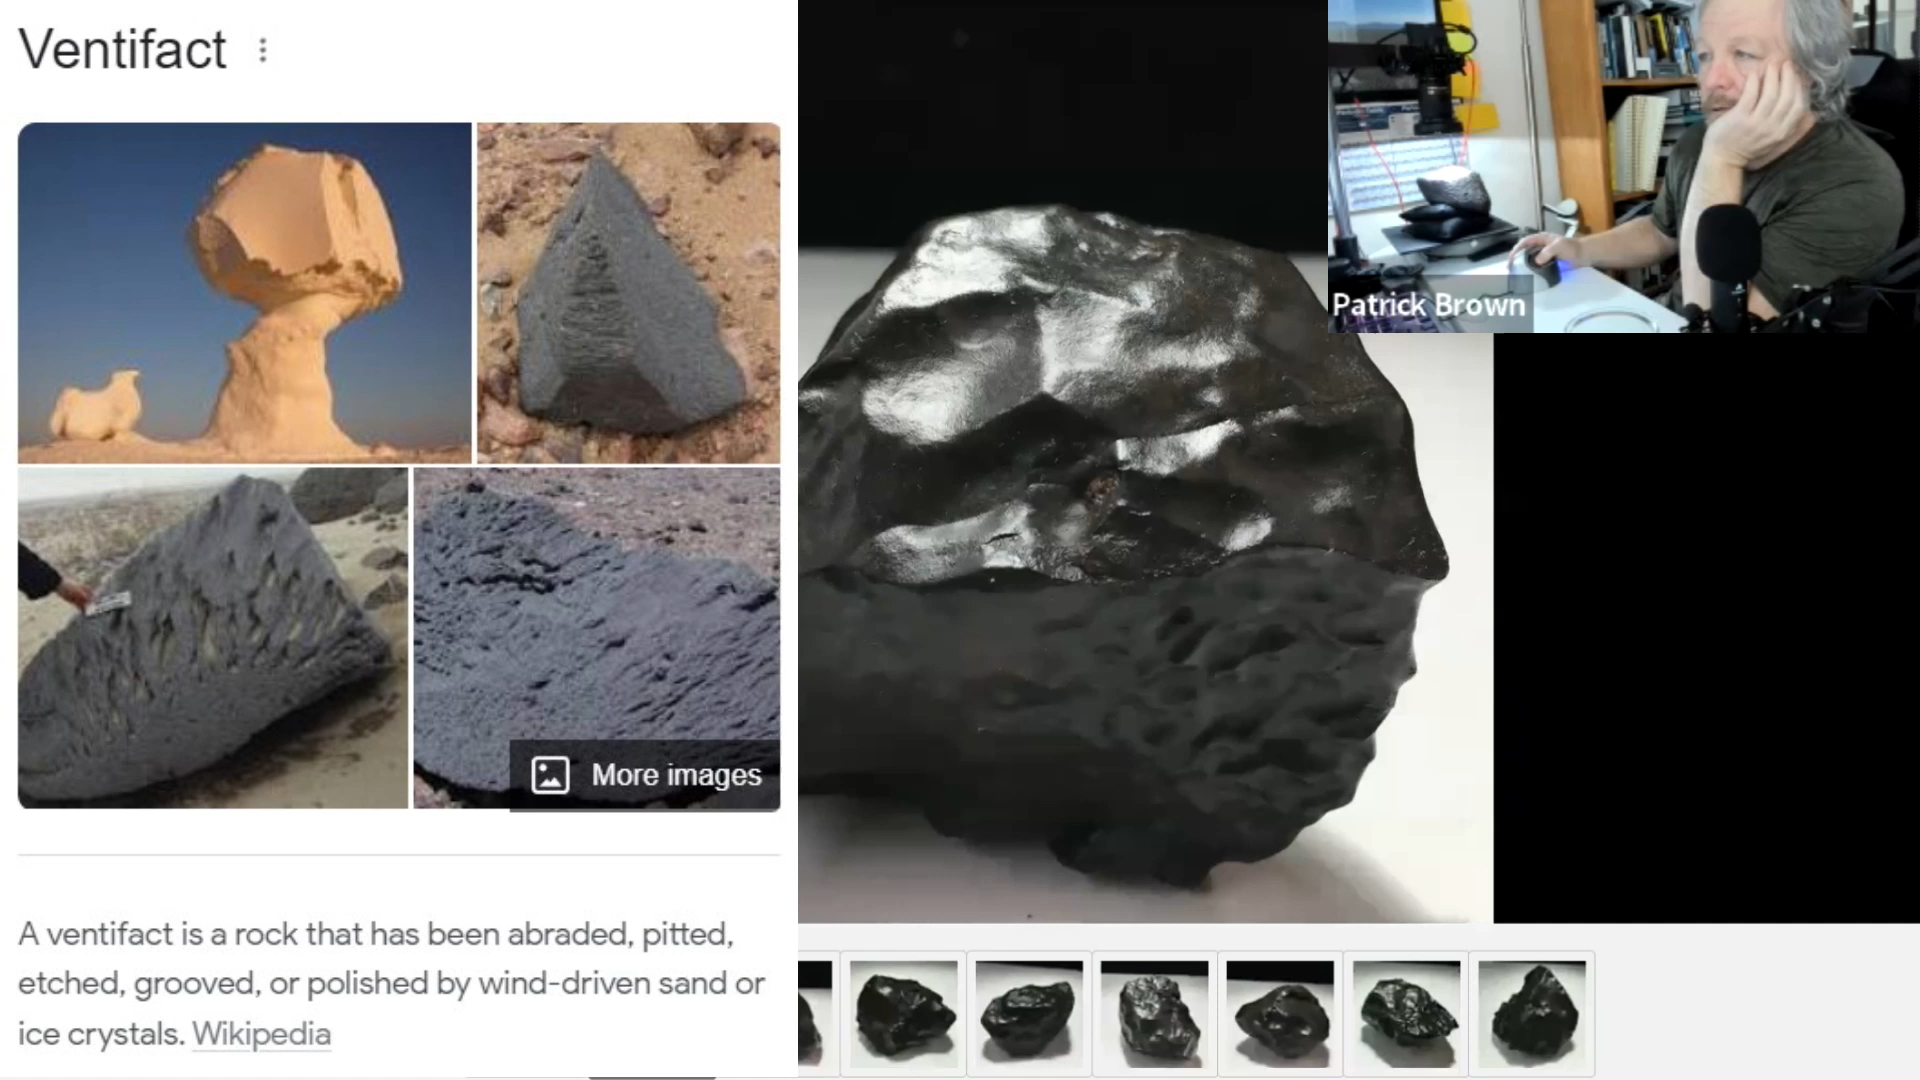 Ventifact
More images
A ventifact is a rock that has been abraded, pitted,
etched, grooved, or polished by wind-driven sand or
ice crystals. Wikipedia
Patrick Brown